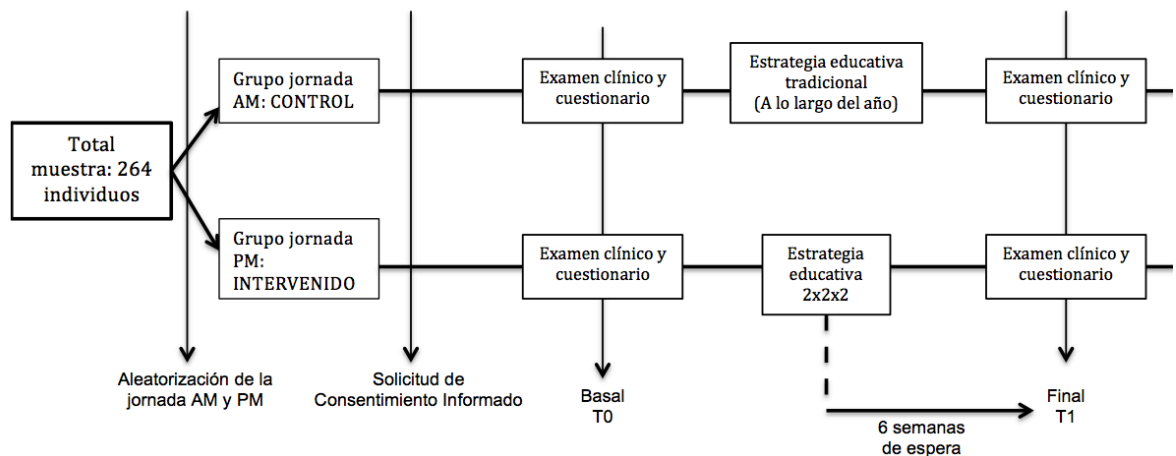 Total
muestra: 264
individuos
Grupo jornada
AM: CONTROL
Examen clínico y
cuestionario
Estrategia educativa
tradicional
(A lo largo del año)
Examen clínico y
cuestionario
Grupo jornada
PM:
INTERVENIDO
Examen clínico y
cuestionario
Estrategia
educativa
2x2x2
Examen clínico y
cuestionario
Aleatorización de la
jornada AM y PM
Solicitud de
Consentimiento Informado
Basal
T0
6 semanas
de espera
Final
T1